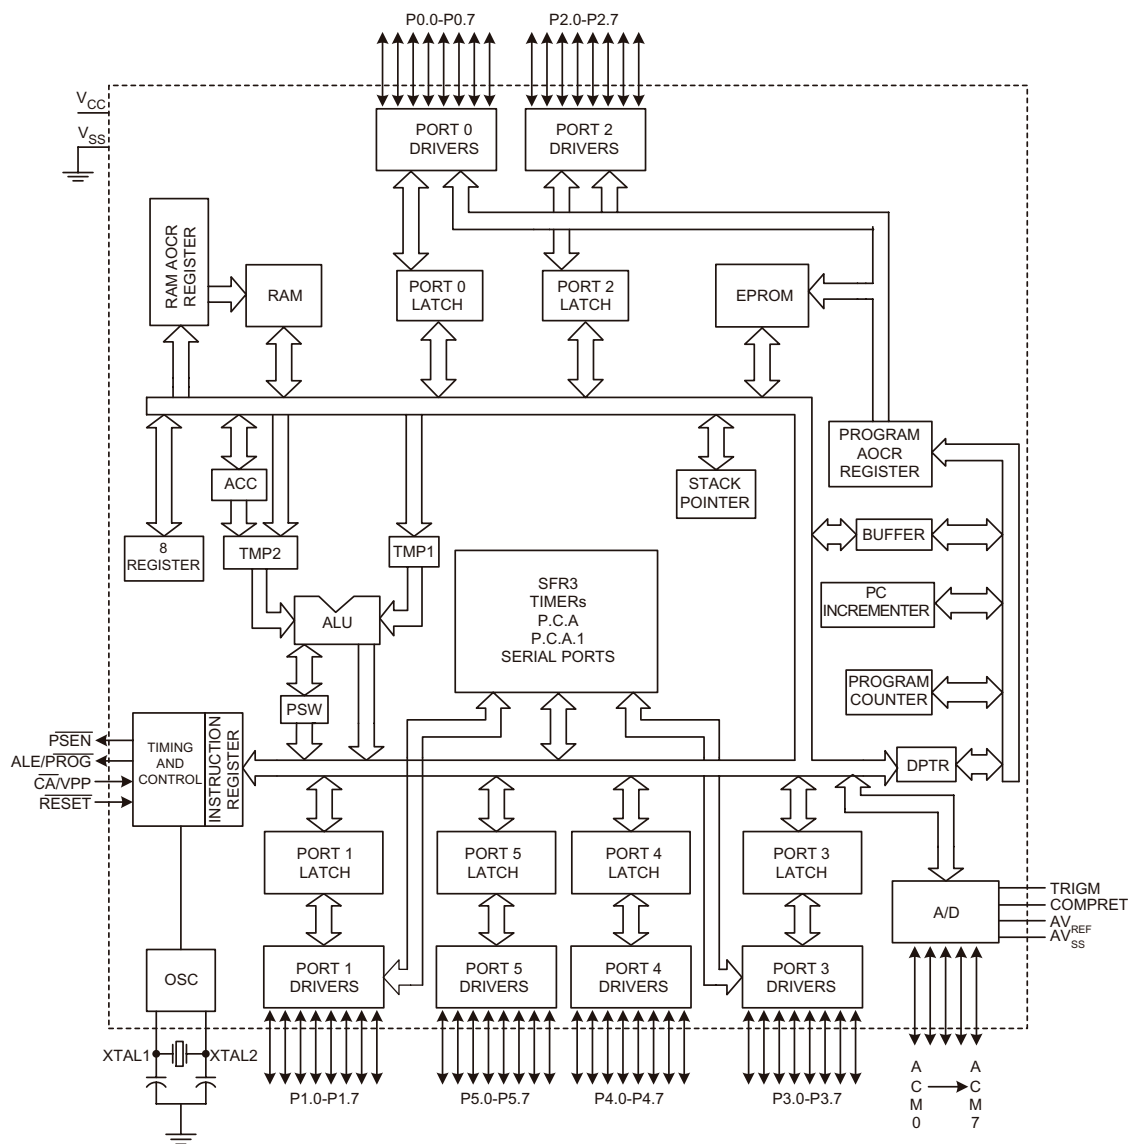 P0.0-P0.7
P2.0-P2.7
VCC
VSS
PORT 0
DRIVERS
PORT 2
DRIVERS
RAM AOCR
REGISTER
RAM
PORT 0
LATCH
PORT 2
LATCH
EPROM
PROGRAM
AOCR
REGISTER
ACC
STACK
POINTER
8
REGISTER
TMP2
TMP1
BUFFER
SFR3
TIMERs
P.C.A
P.C.A.1
SERIAL PORTS
PC
INCREMENTER
ALU
PROGRAM
COUNTER
PSW
PSEN
ALE/PROG
CA/VPP
RESET
TIMING
AND
CONTROL
INSTRUCTION
REGISTER
DPTR
PORT 1
LATCH
PORT 5
LATCH
PORT 4
LATCH
PORT 3
LATCH
A/D
TRIGM
COMPRET
AVREF
AVSS
OSC
PORT 1
DRIVERS
PORT 5
DRIVERS
PORT 4
DRIVERS
PORT 3
DRIVERS
XTAL1
XTAL2
P1.0-P1.7
P5.0-P5.7
P4.0-P4.7
P3.0-P3.7
ACM0
ACM7